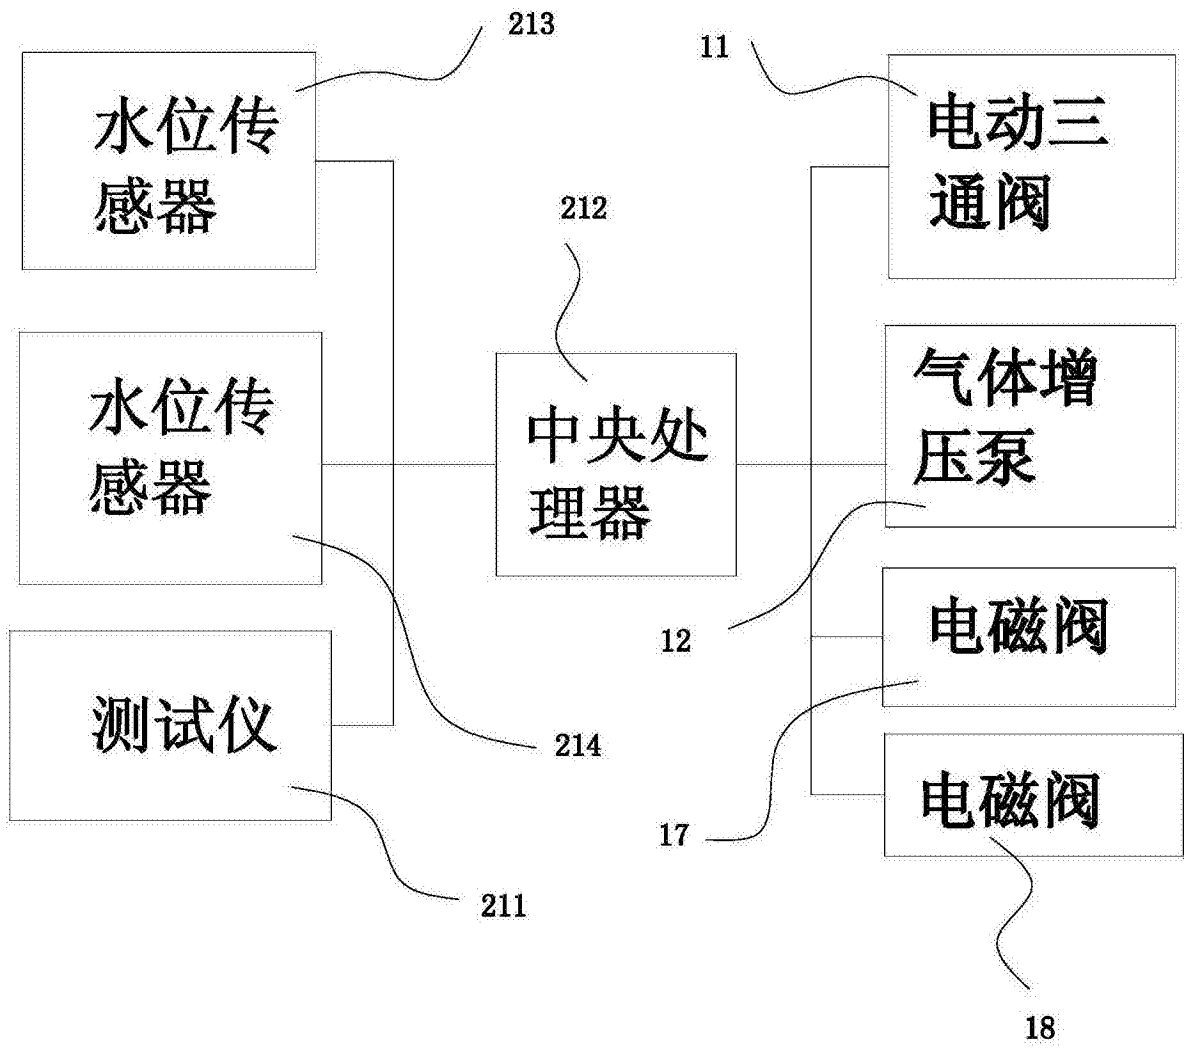 213
水位传
感器
11
电动三
通阀
212
水位传
感器
中央处
理器
气体增
压泵
12
电磁阀
测试仪
214
17
电磁阀
211
18